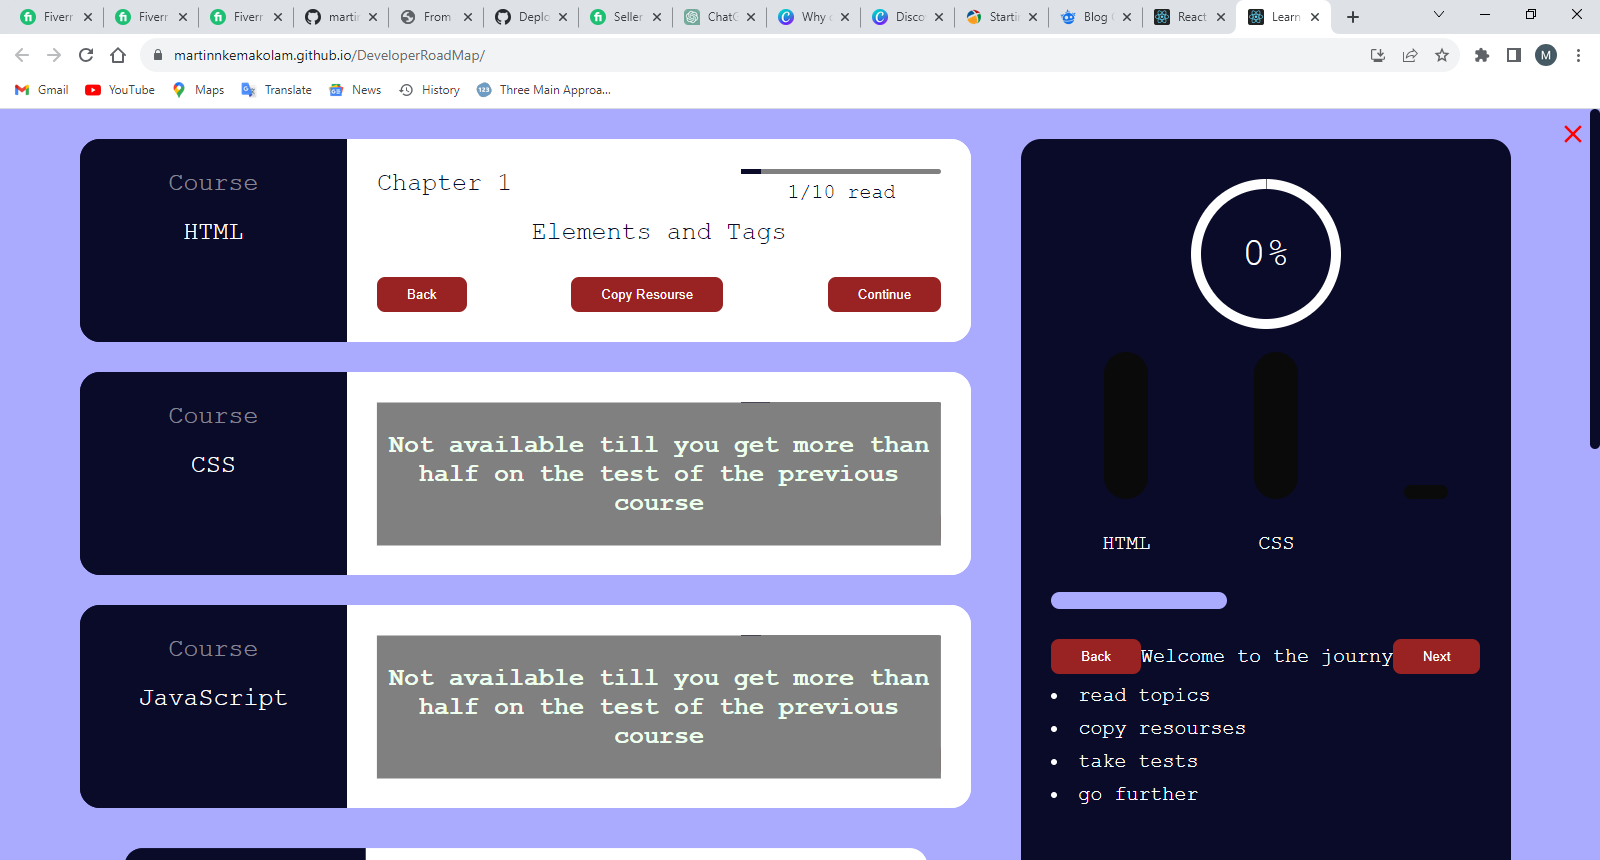 Fiverr
Fiverr
Fiverr
martin
From
Deplo
Seller
ChatG
Why
Disco
Startin
Blog
React
Learn
martinnkemakolam.github.io/DeveloperRoadMap/
M
Gmail
YouTube
Maps
Translate
News
History
123
Three Main Approa...
Course
HTML
Chapter 1
1/10 read
Elements and Tags
Back
Copy Resourse
Continue
Course
CSS
Not available till you get more than
half on the test of the previous
course
Course
JavaScript
Not available till you get more than
half on the test of the previous
course
0%
HTML
CSS
Back
Welcome to the journy
Next
• read topics
• copy resourses
• take tests
• go further